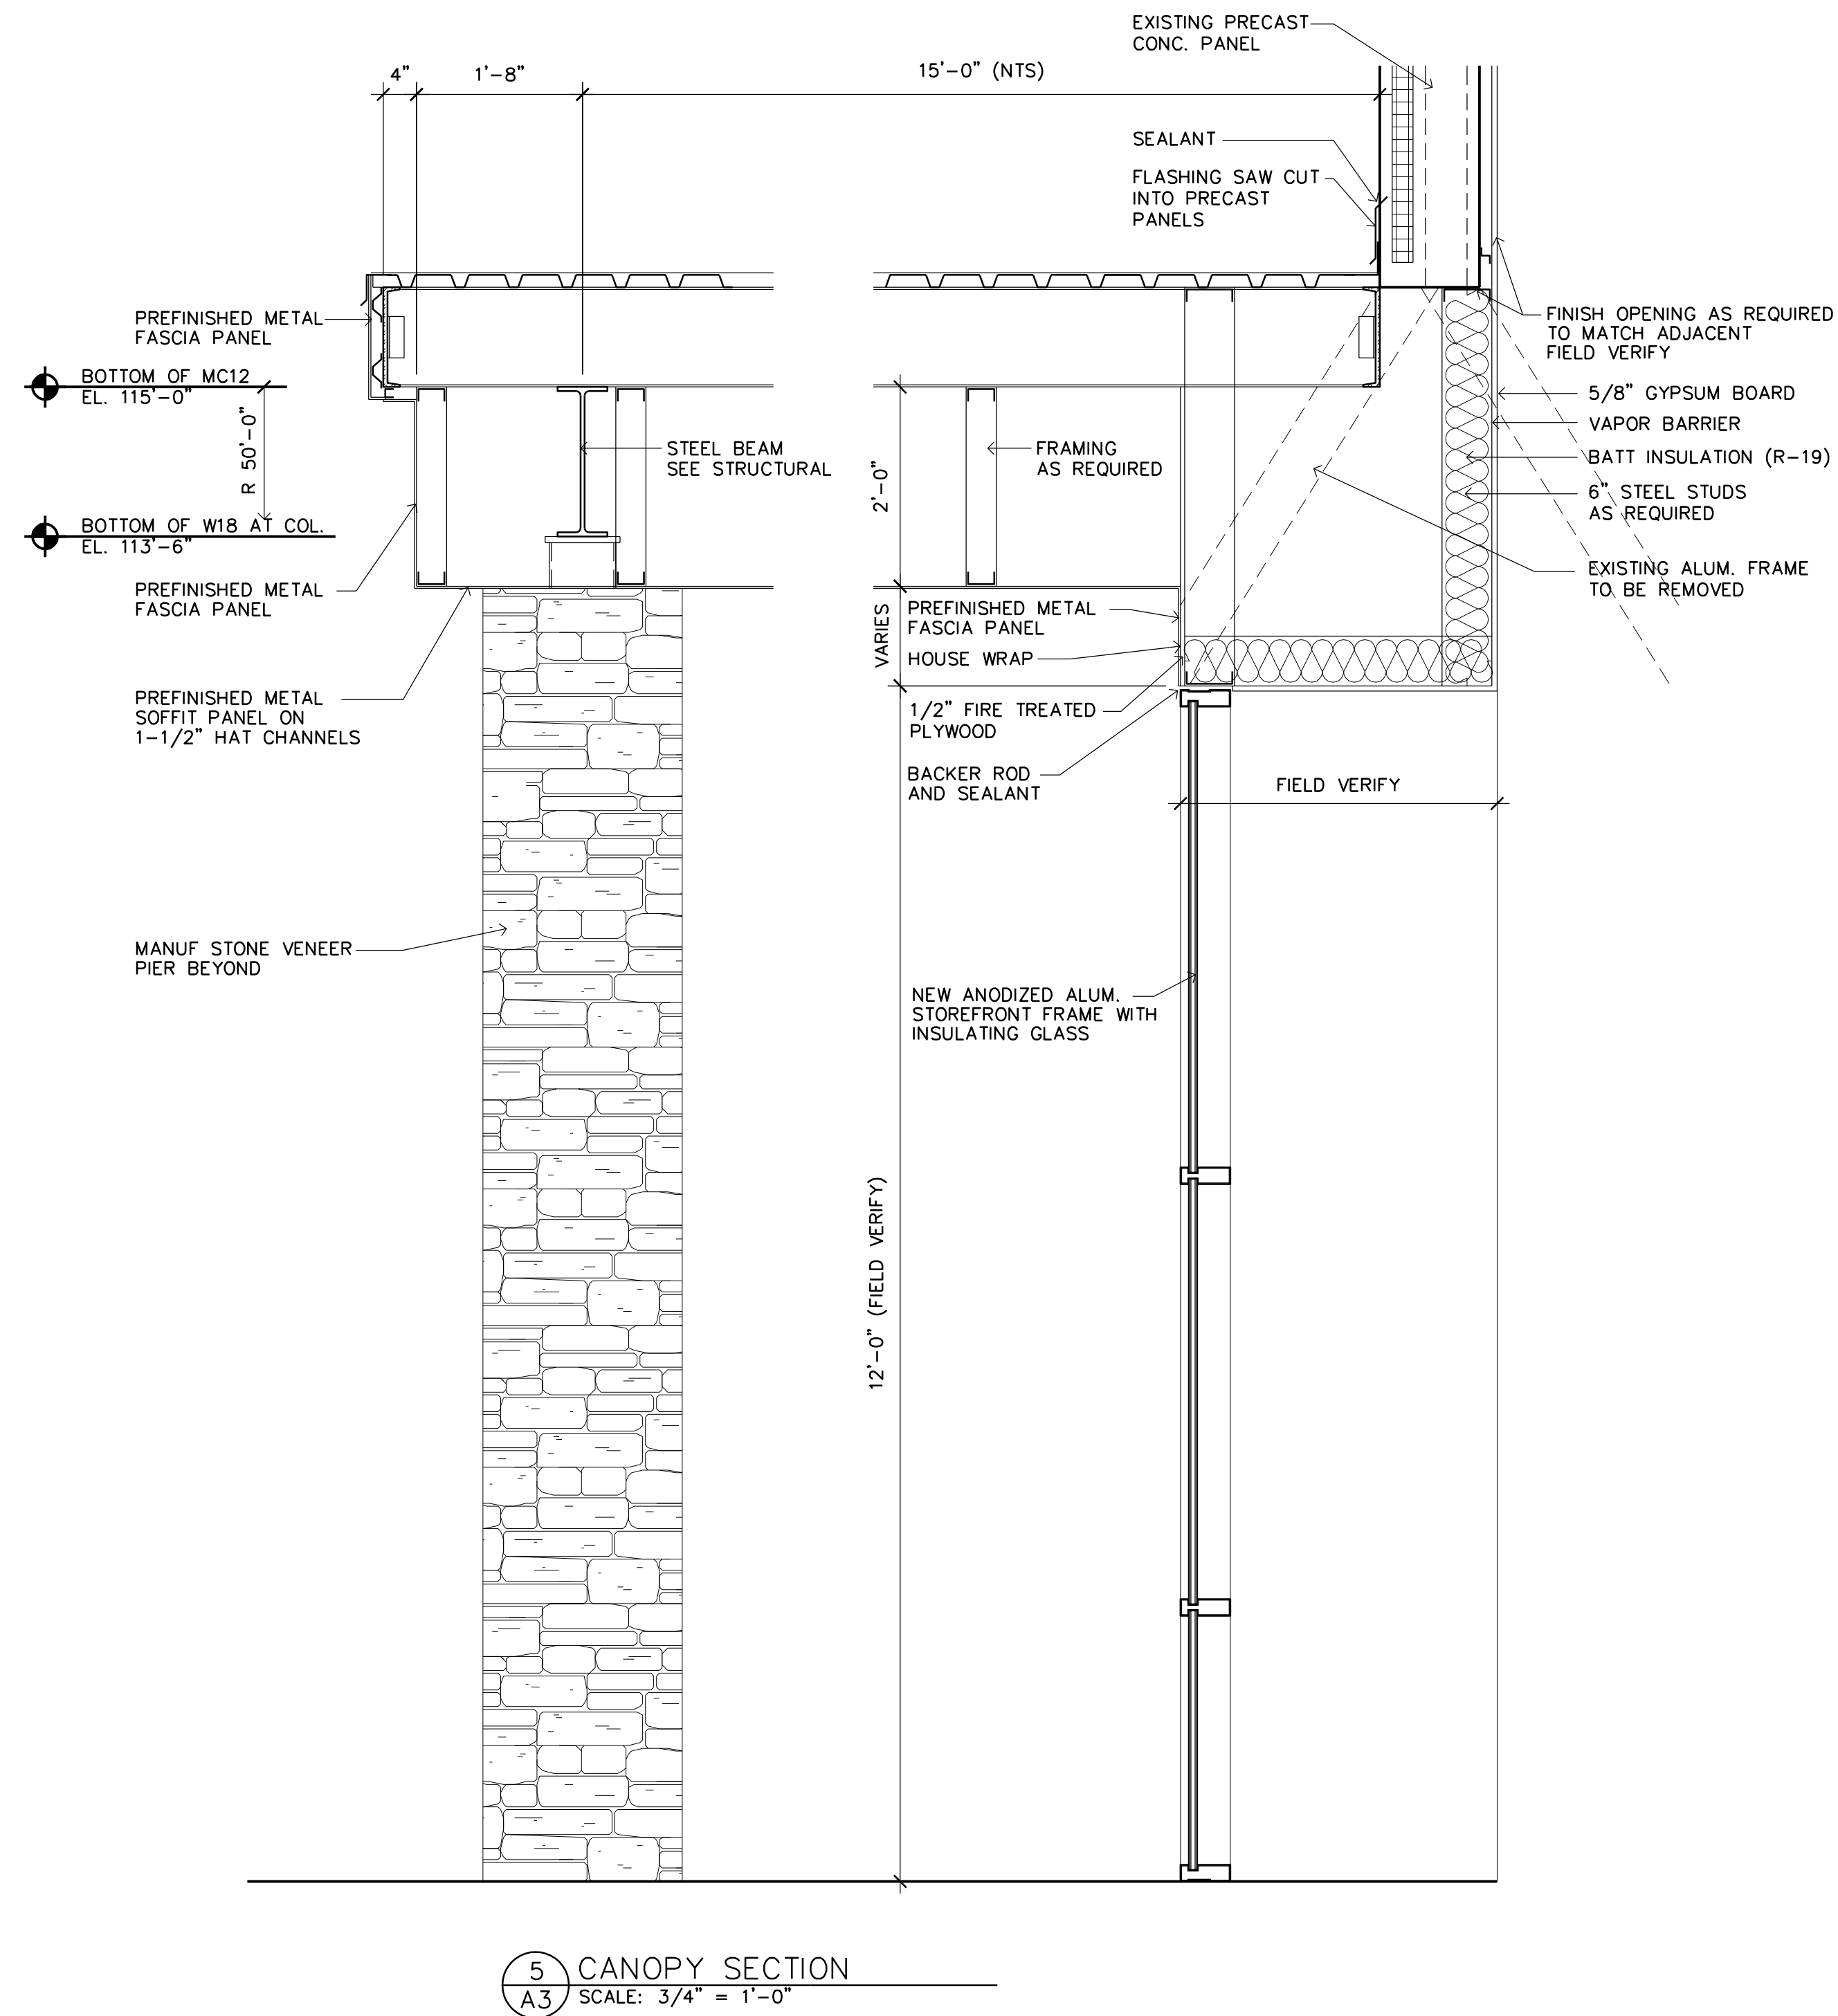 EXISTING PRECAST
CONC. PANEL
4"
1'-8"
15'-0" (NTS)
SEALANT
FLASHING SAW CUT
INTO PRECAST
PANELS
PREFINISHED METAL
FASCIA PANEL
FINISH OPENING AS REQUIRED
TO MATCH ADJACENT
FIELD VERIFY
BOTTOM OF MC12
EL. 115'-0"
R 50'-0"
BOTTOM OF W18 AT COL.
EL. 113'-6"
STEEL BEAM
SEE STRUCTURAL
2'-0"
FRAMING
AS REQUIRED
5/8" GYPSUM BOARD
VAPOR BARRIER
BATT INSULATION (R-19)
6" STEEL STUDS
AS REQUIRED
EXISTING ALUM. FRAME
TO BE REMOVED
PREFINISHED METAL
FASCIA PANEL
VARIES
PREFINISHED METAL
FASCIA PANEL
HOUSE WRAP
PREFINISHED METAL
SOFFIT PANEL ON
1-1/2" HAT CHANNELS
1/2" FIRE TREATED
PLYWOOD
BACKER ROD
AND SEALANT
FIELD VERIFY
MANUF STONE VENEER
PIER BEYOND
NEW ANODIZED ALUM.
STOREFRONT FRAME WITH
INSULATING GLASS
12'-0" (FIELD VERIFY)
5
A3
CANOPY SECTION
SCALE: 3/4" = 1'-0"